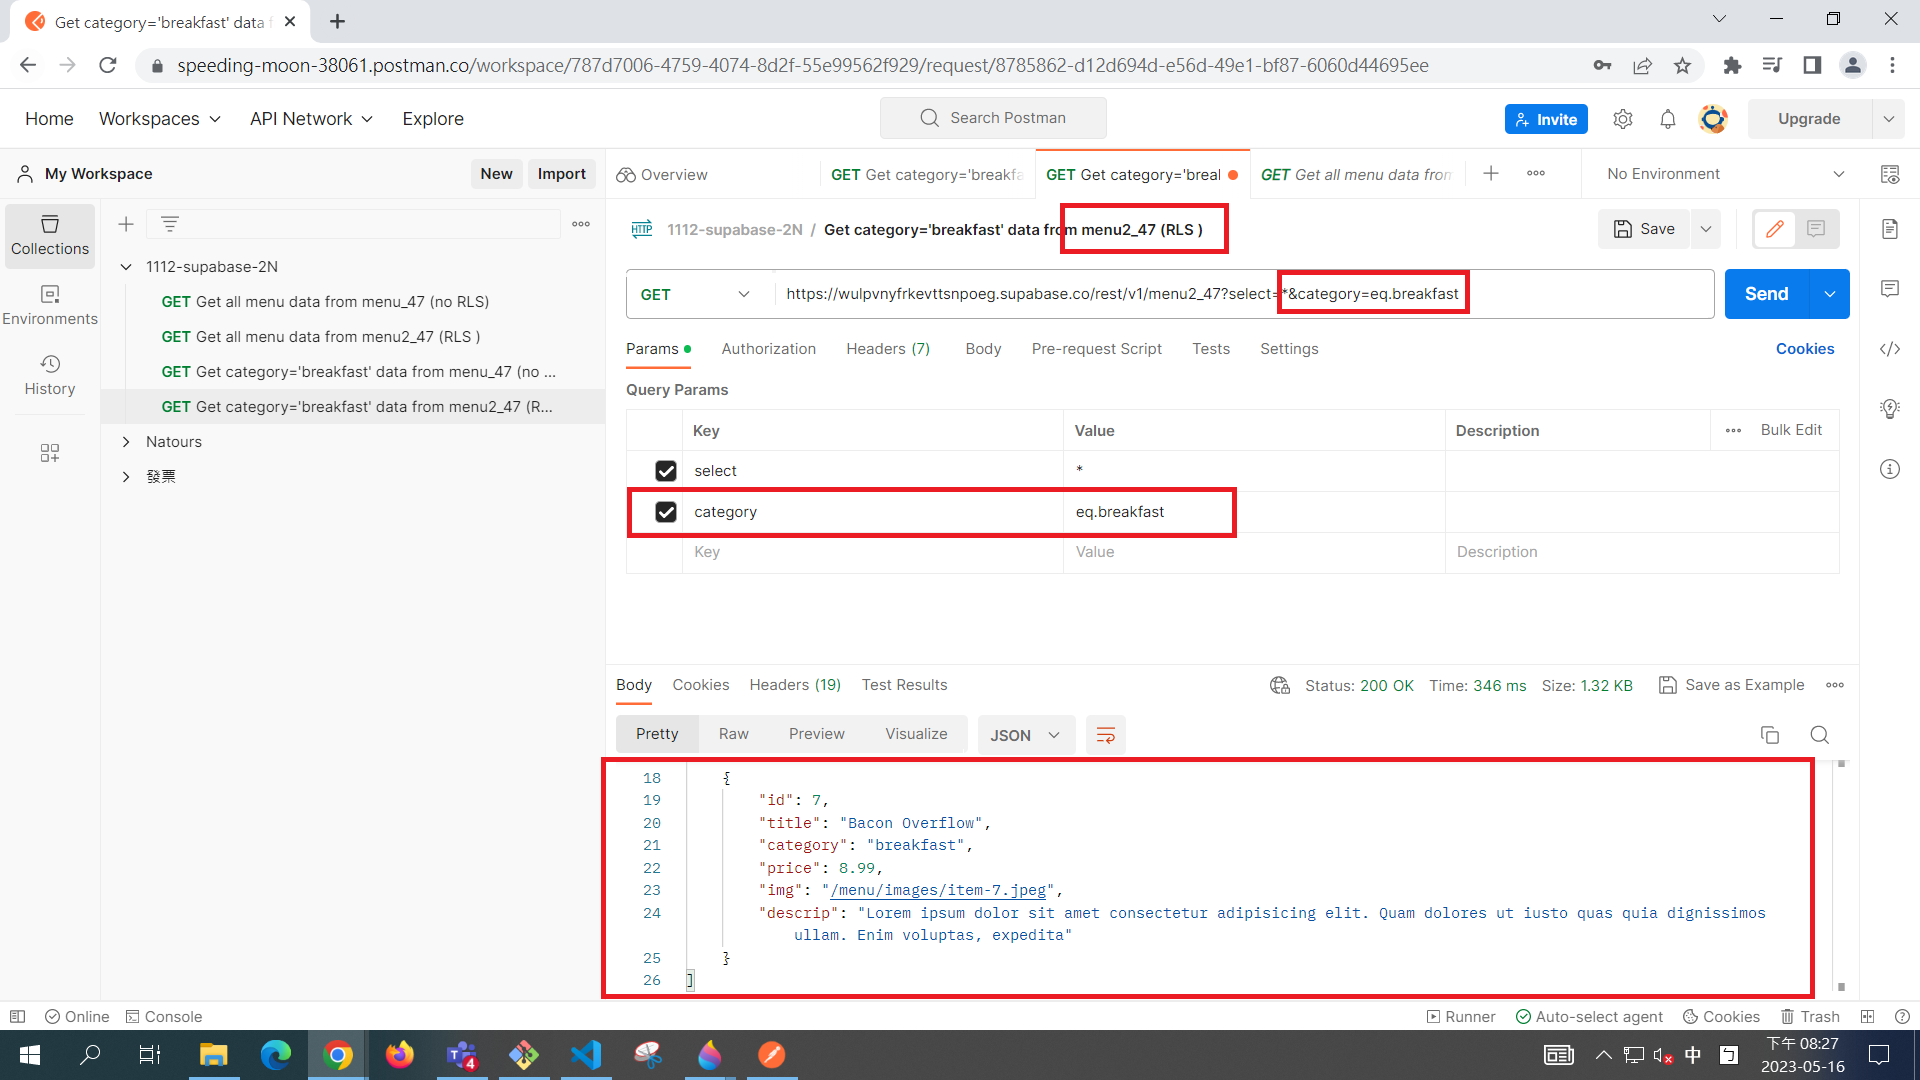 Get category='breakfast' data f
speeding-moon-38061.postman.co/workspace/787d7006-4759-4074-8d2f-55e99562f929/request/8785862-d12d694d-e56d-49e1-bf87-6060d44695ee
Home Workspaces API Network Explore Search Postman Invite Upgrade
My Workspace New Import Overview GET Get category='breakfa GET Get category='breal GET Get all menu data from No Environment
HTTP 1112-supabase-2N / Get category='breakfast' data from menu2_47 (RLS ) Save
Collections
1112-supabase-2N
GET Get all menu data from menu_47 (no RLS)
GET Get all menu data from menu2_47 (RLS )
GET Get category='breakfast' data from menu_47 (no ...
GET Get category='breakfast' data from menu2_47 (R...
Natours
發票
Environments
History
GET https://wulpvnyfrkevttsnpoeg.supabase.co/rest/v1/menu2_47?select=*&category=eq.breakfast Send
Params Authorization Headers (7) Body Pre-request Script Tests Settings Cookies
Query Params
Key Value Description Bulk Edit
select *
category eq.breakfast
Key Value Description
Body Cookies Headers (19) Test Results Status: 200 OK Time: 346 ms Size: 1.32 KB Save as Example
Pretty Raw Preview Visualize JSON
18 {
19 "id": 7,
20 "title": "Bacon Overflow",
21 "category": "breakfast",
22 "price": 8.99,
23 "img": "/menu/images/item-7.jpeg",
24 "descrip": "Lorem ipsum dolor sit amet consectetur adipisicing elit. Quam dolores ut iusto quas quia dignissimos
ullam. Enim voluptas, expedita"
25 }
26 ]
Online Console Runner Auto-select agent Cookies Trash
4
中
下午 08:27
2023-05-16